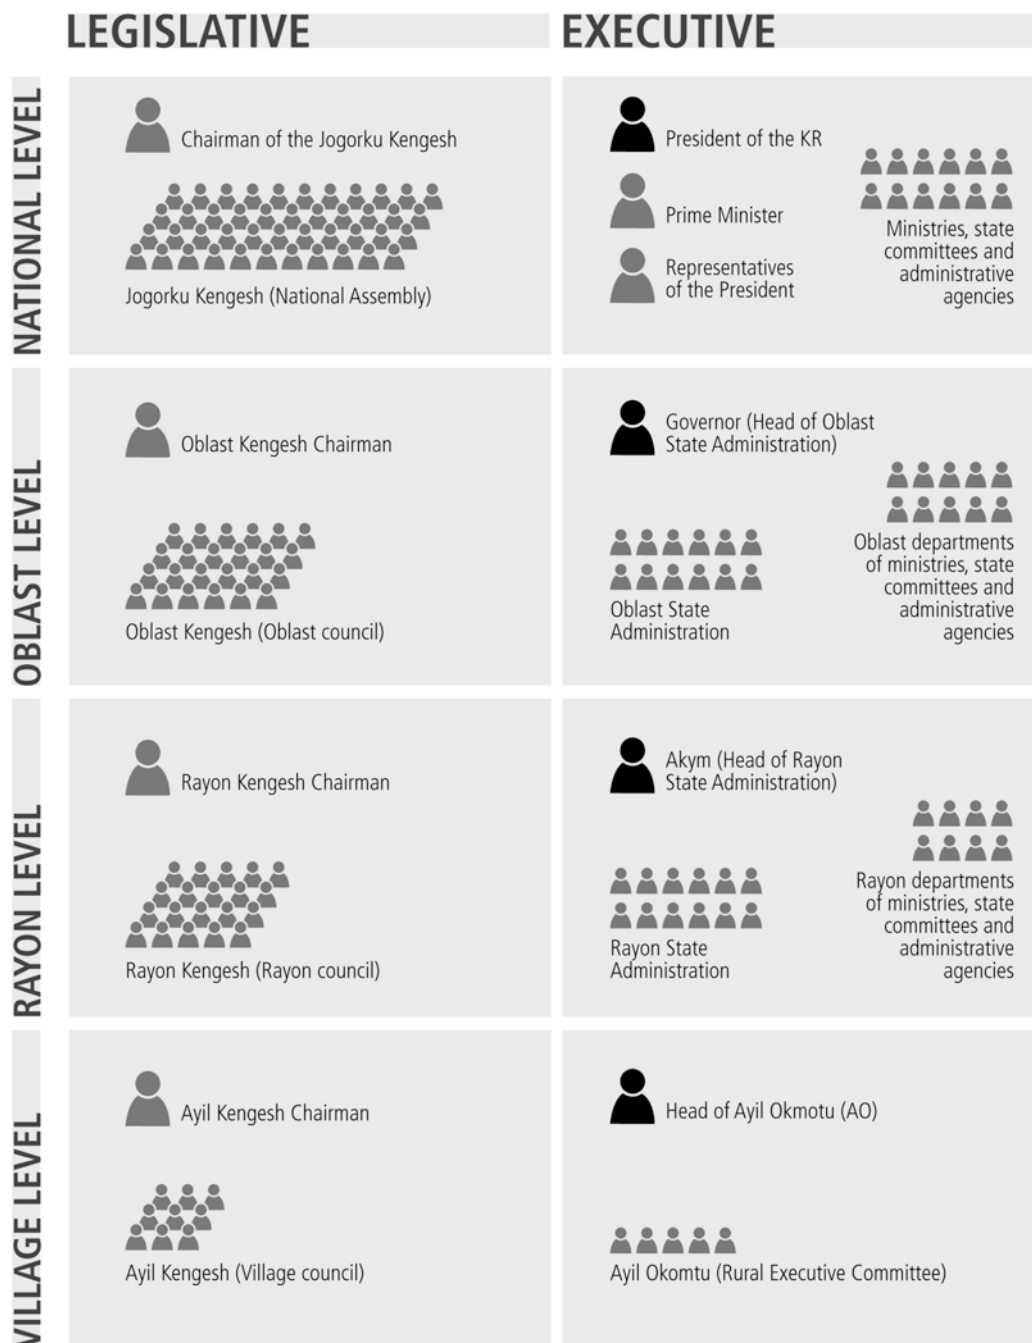 LEGISLATIVE
EXECUTIVE
NATIONAL LEVEL
Chairman of the Jogorku Kengesh
Jogorku Kengesh (National Assembly)
President of the KR
Prime Minister
Representatives
of the President
Ministries, state
committees and
administrative
agencies
OBLAST LEVEL
Oblast Kengesh Chairman
Oblast Kengesh (Oblast council)
Governor (Head of Oblast
State Administration)
Oblast State
Administration
Oblast departments
of ministries, state
committees and
administrative
agencies
RAYON LEVEL
Rayon Kengesh Chairman
Rayon Kengesh (Rayon council)
Akym (Head of Rayon
State Administration)
Rayon State
Administration
Rayon departments
of ministries, state
committees and
administrative
agencies
VILLAGE LEVEL
Ayil Kengesh Chairman
Ayil Kengesh (Village council)
Head of Ayil Okmotu (AO)
Ayil Okomtu (Rural Executive Committee)